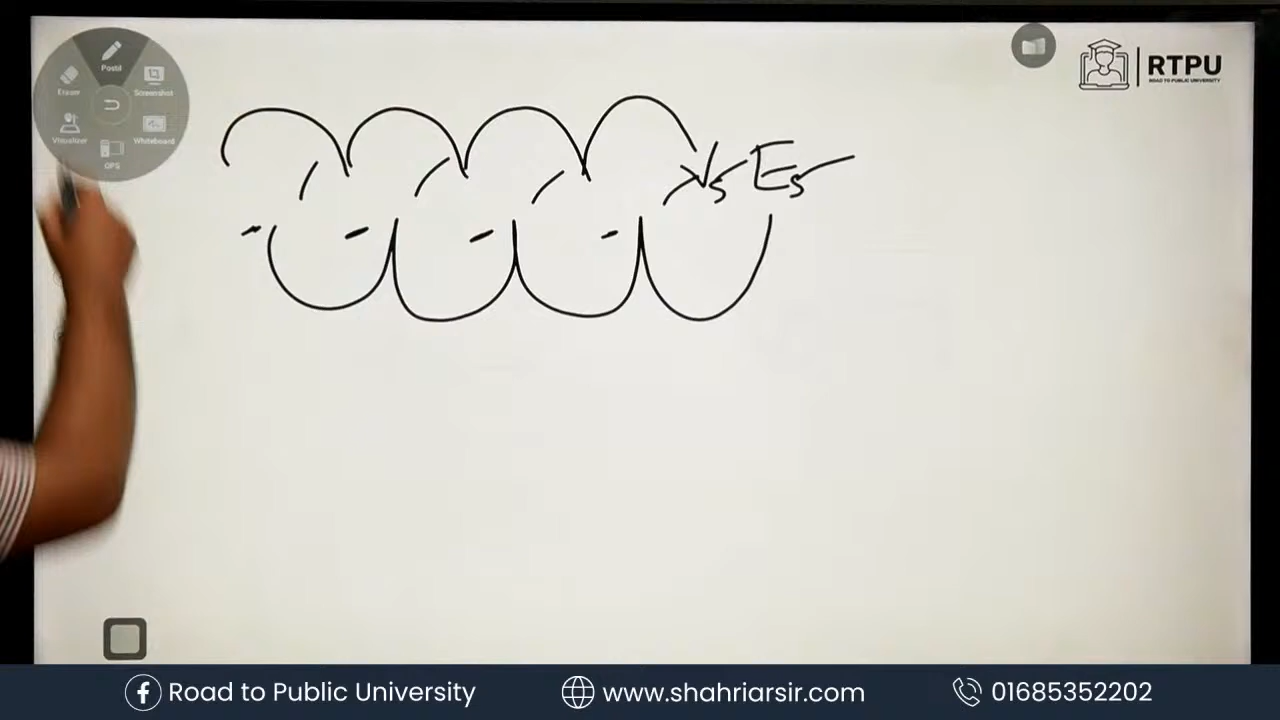 Postil
Eraser
Screenshot
Visualizer
Whiteboard
OPS
RTPU
ROAD TO PUBLIC UNIVERSITY
Vs Es
Road to Public University
www.shahriarsir.com
01685352202